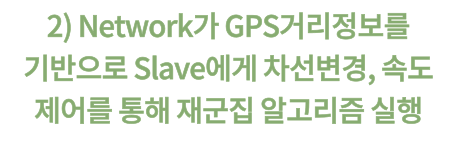 2) Network가 GPS거리정보를
기반으로 Slave에게 차선변경, 속도
제어를 통해 재군집 알고리즘 실행